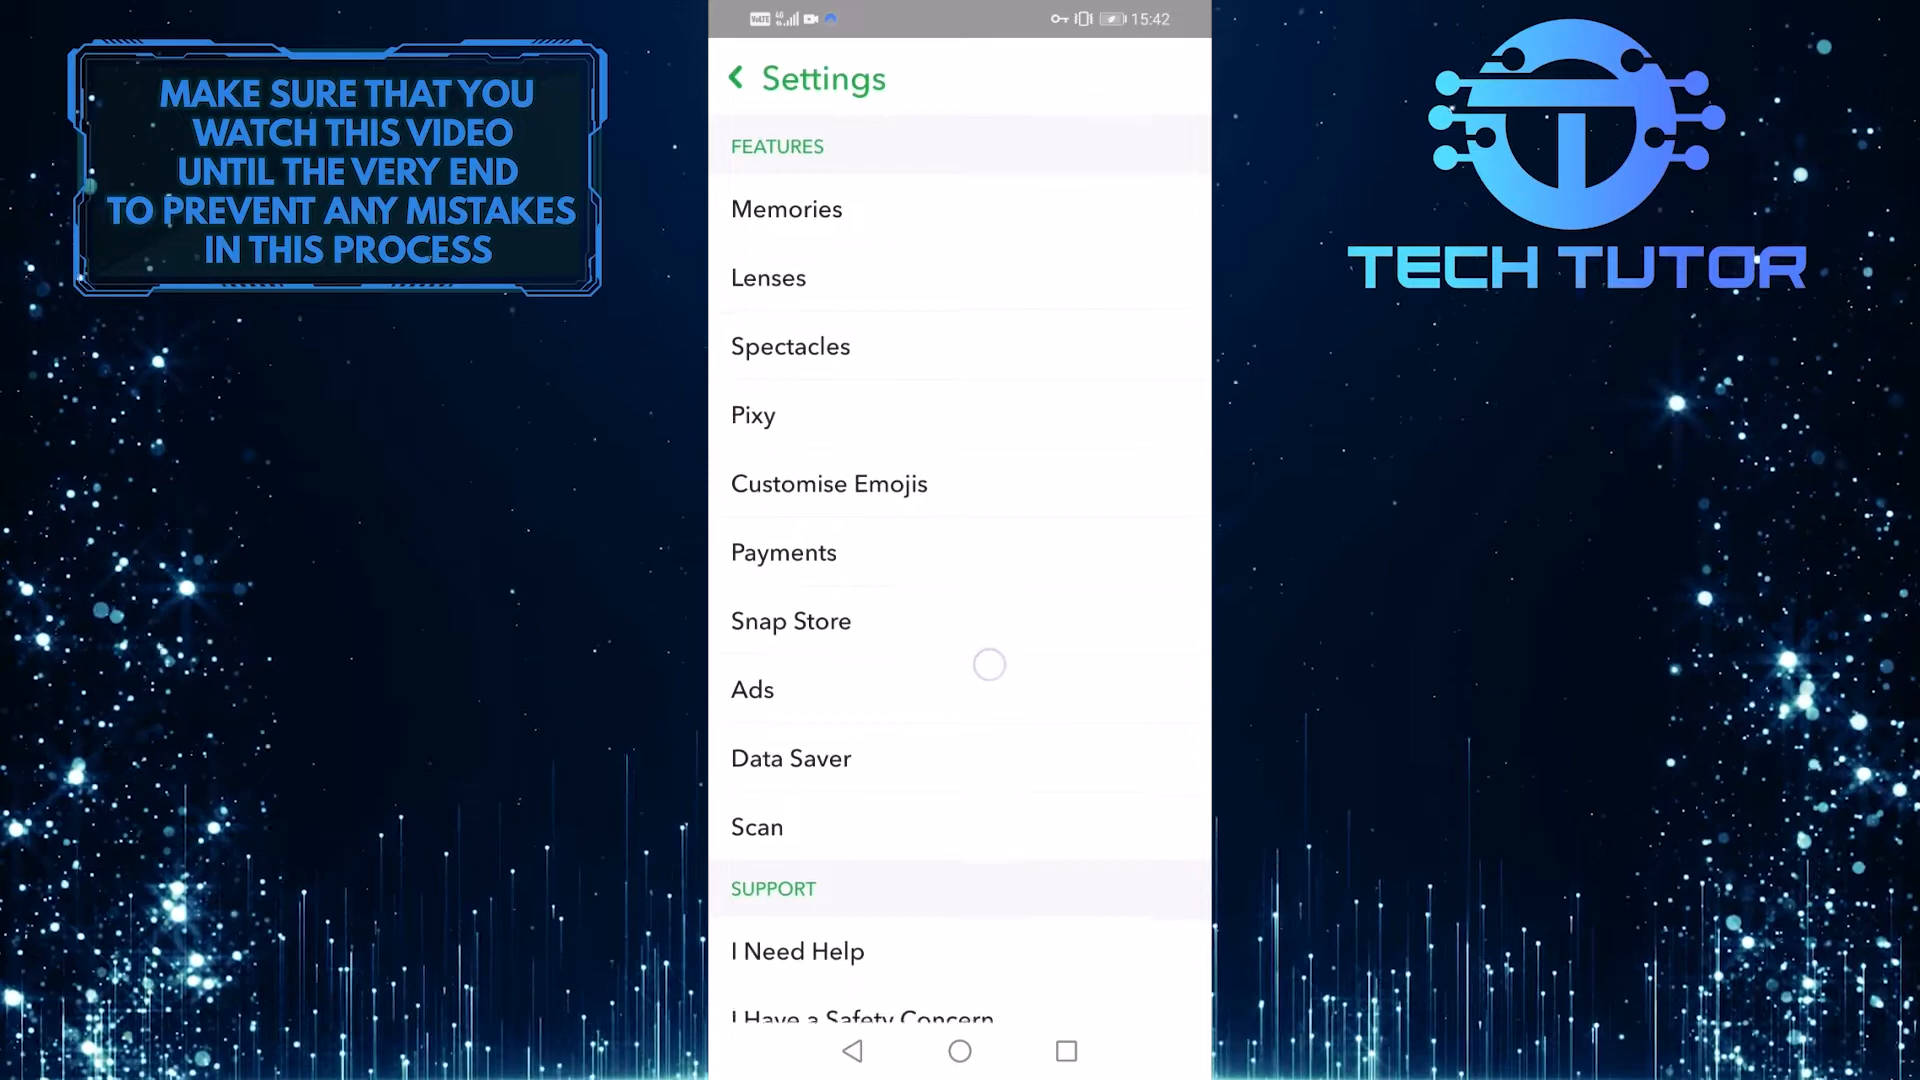 MAKE SURE THAT YOU
WATCH THIS VIDEO
UNTIL THE VERY END
TO PREVENT ANY MISTAKES
IN THIS PROCESS
VoLTE 4G 15:42
Settings
FEATURES
Memories
Lenses
Spectacles
Pixy
Customise Emojis
Payments
Snap Store
Ads
Data Saver
Scan
SUPPORT
I Need Help
I Have a Safety Concern
TECH TUTOR